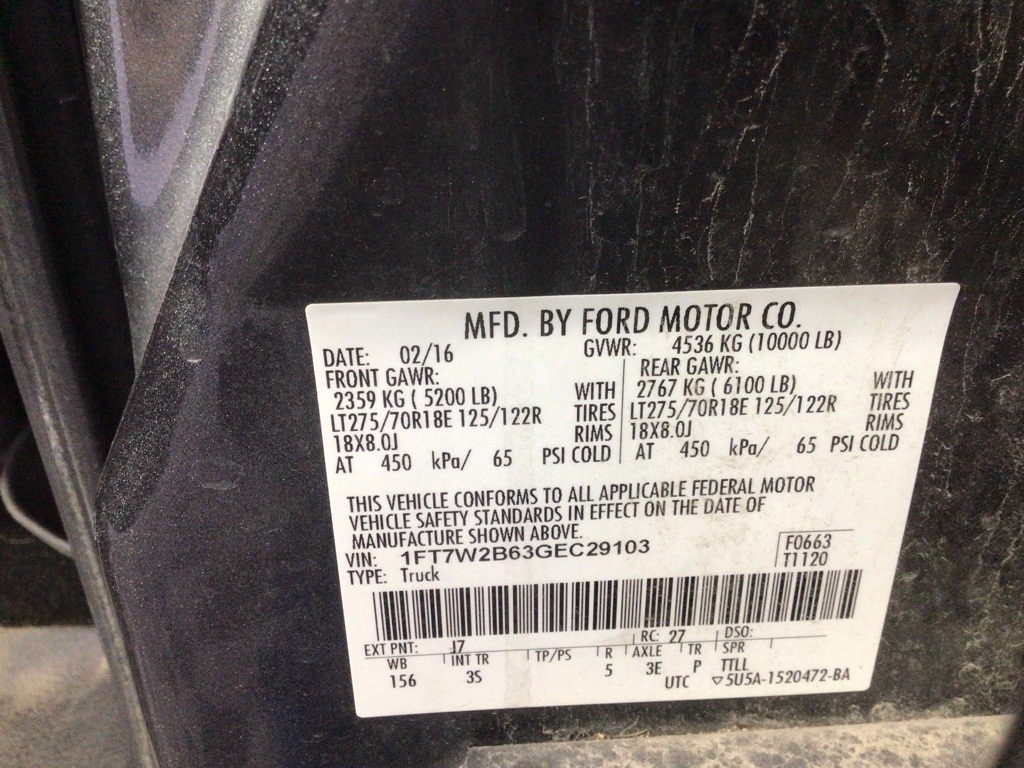 MFD. BY FORD MOTOR CO.
DATE: 02/16 GVWR: 4536 KG (10000 LB)
FRONT GAWR: REAR GAWR:
2359 KG ( 5200 LB) WITH 2767 KG ( 6100 LB) WITH
LT275/70R18E 125/122R TIRES LT275/70R18E 125/122R TIRES
18X8.0J RIMS 18X8.0J RIMS
AT 450 kPa/ 65 PSI COLD AT 450 kPa/ 65 PSI COLD
THIS VEHICLE CONFORMS TO ALL APPLICABLE FEDERAL MOTOR
VEHICLE SAFETY STANDARDS IN EFFECT ON THE DATE OF
MANUFACTURE SHOWN ABOVE.
VIN: 1FT7W2B63GEC29103 F0663
TYPE: Truck T1120
EXT PNT: J7 RC: 27 DSO:
WB INT TR TP/PS R AXLE TR SPR
156 3S 5 3E P TTLL
UTC ▽5U5A-1520472-BA